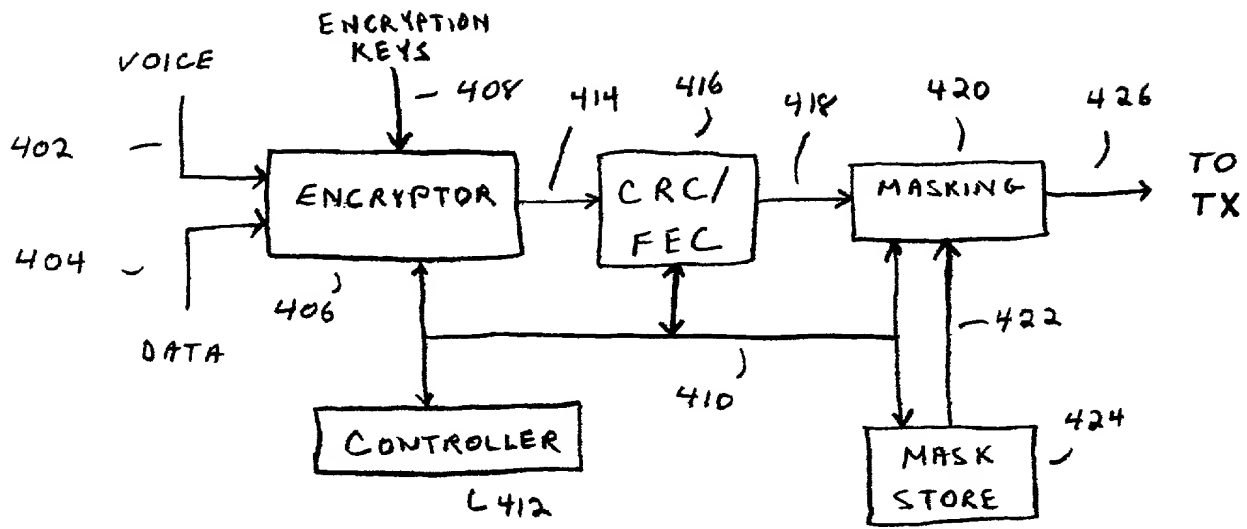 ENCRYPTION
KEYS
VOICE
408
414
416
418
420
426
402
ENCRYPTOR
CRC/
FEC
MASKING
TO
TX
404
406
DATA
410
422
CONTROLLER
412
424
MASK
STORE